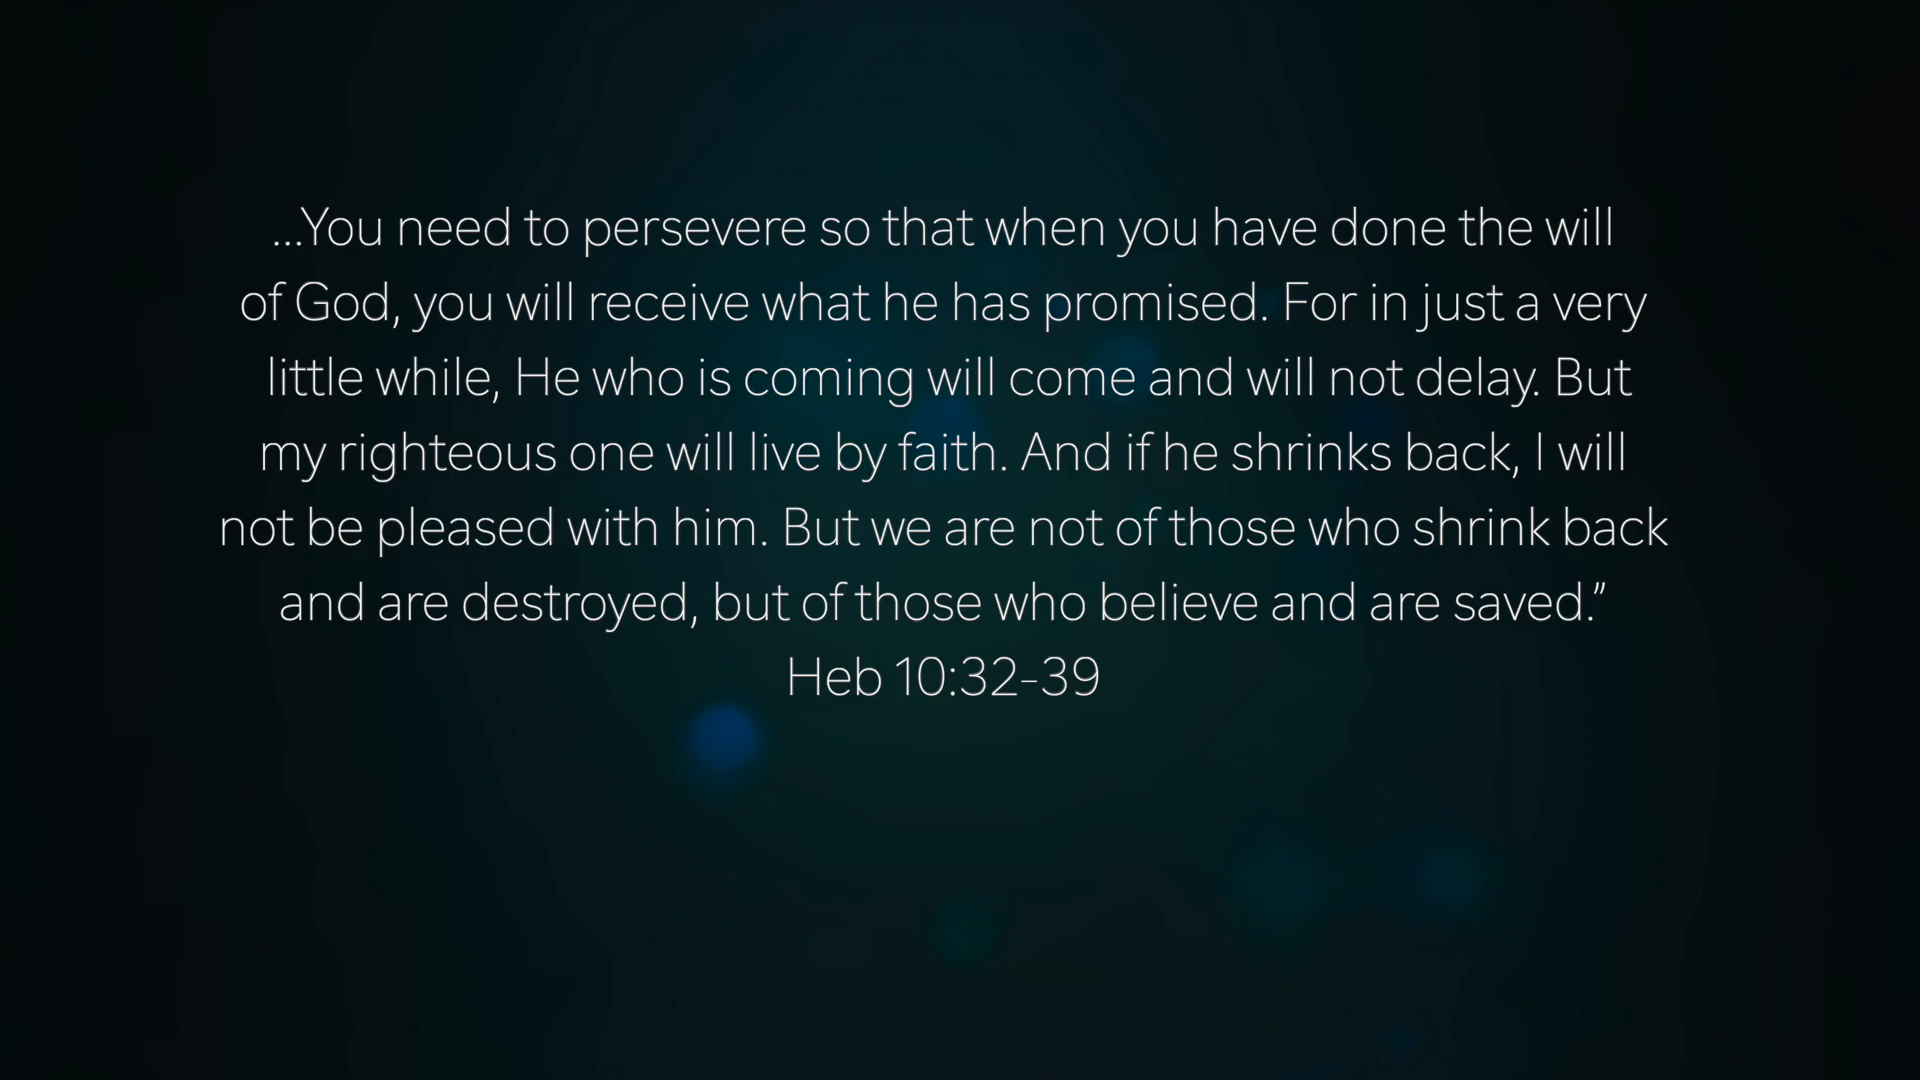 ...You need to persevere so that when you have done the will
of God, you will receive what he has promised. For in just a very
little while, He who is coming will come and will not delay. But
my righteous one will live by faith. And if he shrinks back, I will
not be pleased with him. But we are not of those who shrink back
and are destroyed, but of those who believe and are saved.”
Heb 10:32-39